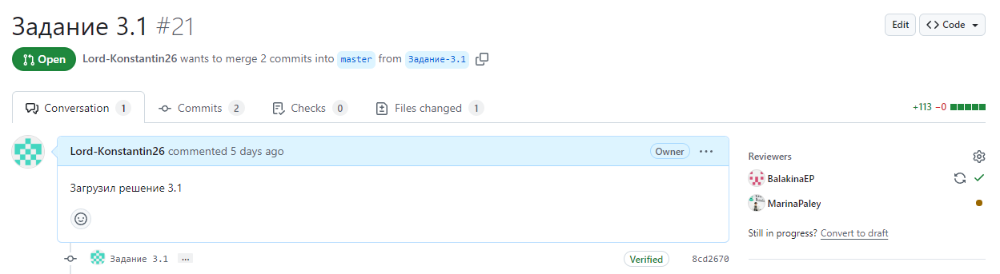 Задание 3.1 #21
Edit
Code
Open
Lord-Konstantin26 wants to merge 2 commits into master from Задание-3.1
Conversation 1
Commits 2
Checks 0
Files changed 1
+113 −0
Lord-Konstantin26 commented 5 days ago
Owner
Загрузил решение 3.1
Задание 3.1
Verified
8cd2670
Reviewers
BalakinaEP
MarinaPaley
Still in progress? Convert to draft